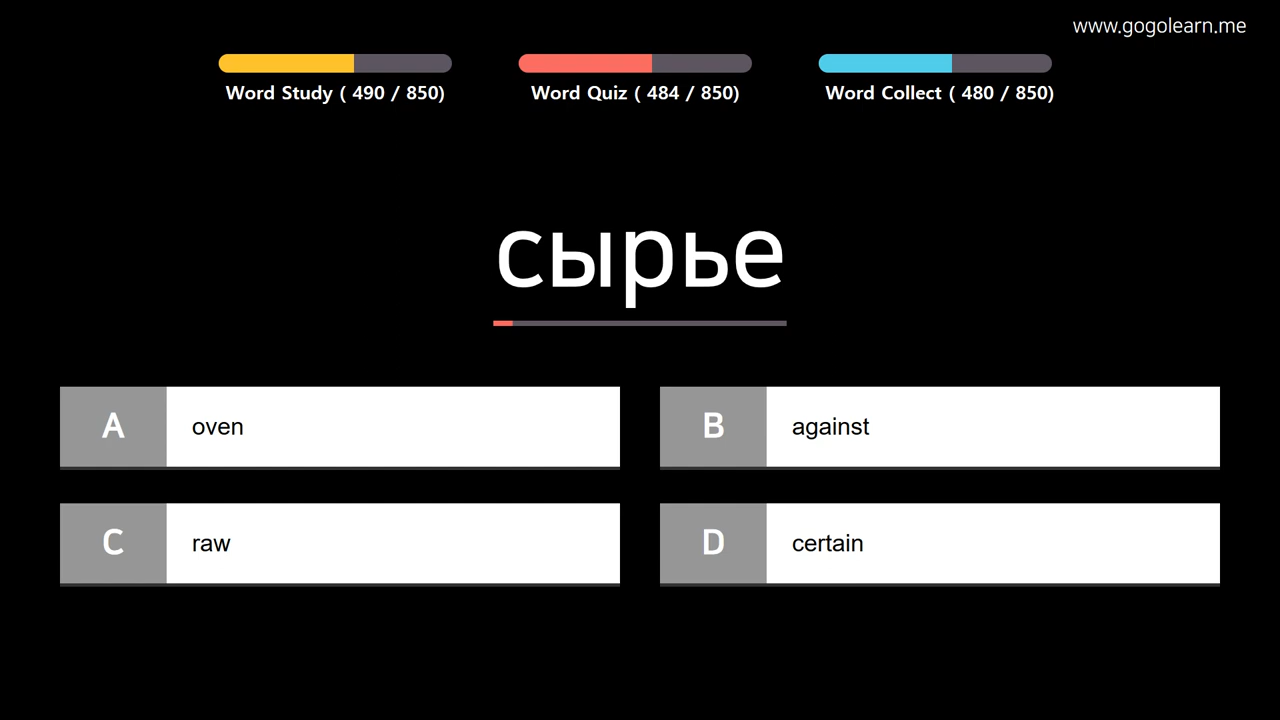 www.gogolearn.me
Word Study ( 490 / 850)
Word Quiz ( 484 / 850)
Word Collect ( 480 / 850)
сырье
A oven
B against
C raw
D certain